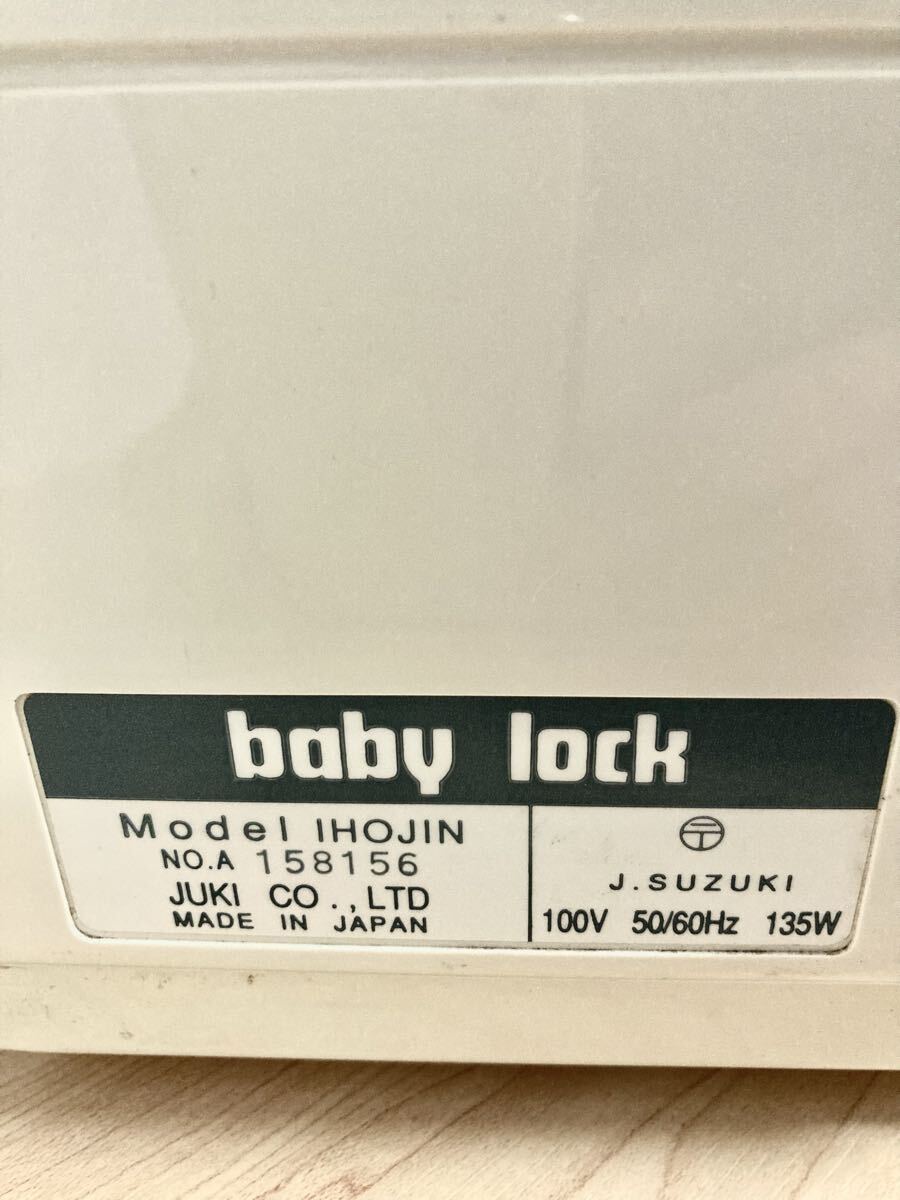 baby lock
Model IHOJIN
NO.A 158156
JUKI CO.,LTD
MADE IN JAPAN
〶
J.SUZUKI
100V 50/60Hz 135W